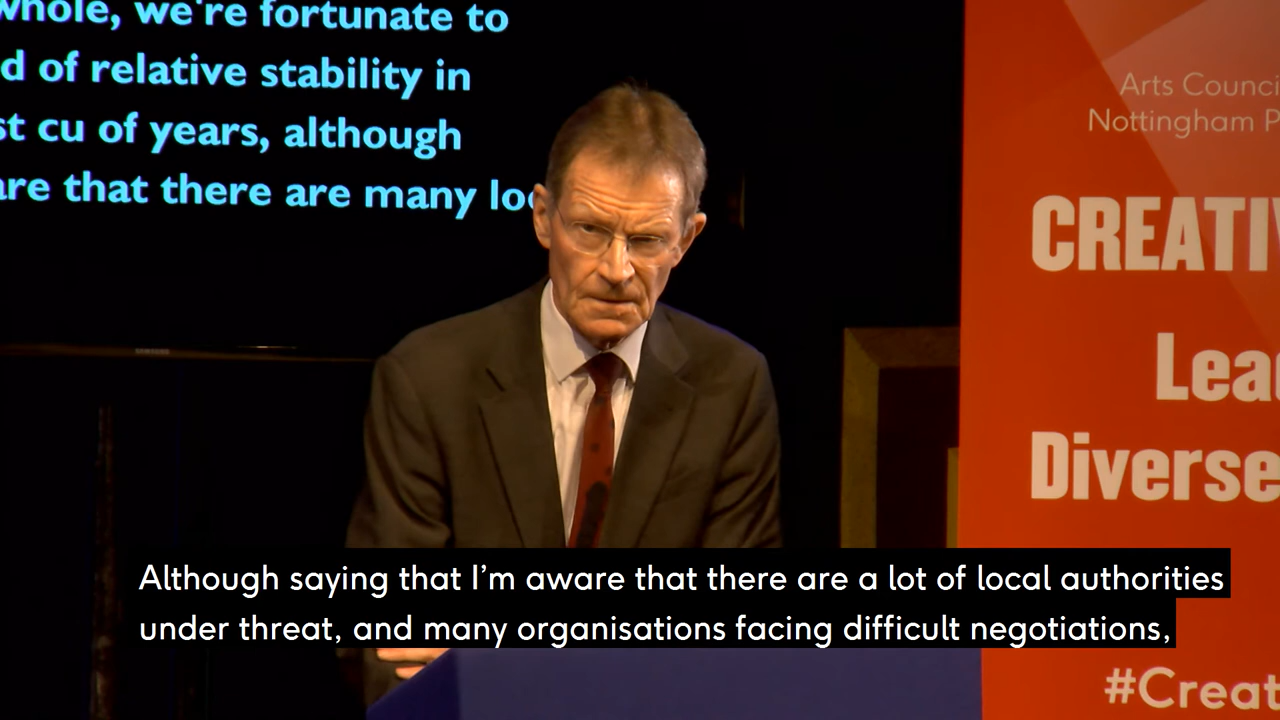 whole, we're fortunate to
d of relative stability in
st cu of years, although
are that there are many loc
Arts Counci
Nottingham P
CREATIV
Lea
Diverse
#Creat
SAMSUNG
Although saying that I'm aware that there are a lot of local authorities
under threat, and many organisations facing difficult negotiations,